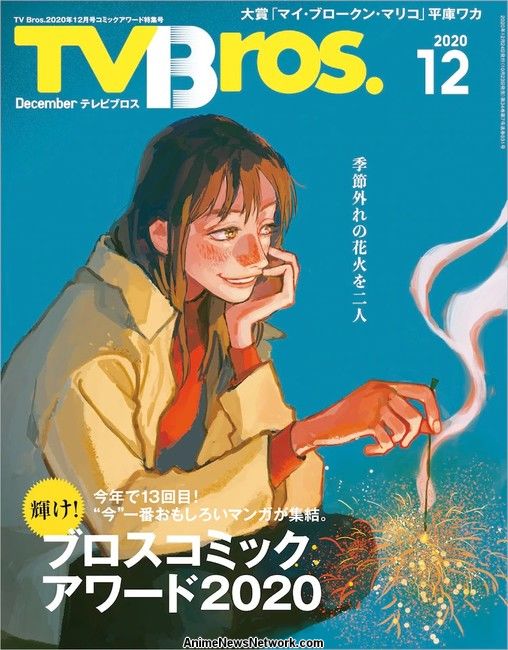 TV Bros.2020年12月号コミックアワード特集号
大賞「マイ・ブロークン・マリコ」平庫ワカ
TVBros.
2020
12
December テレビブロス
季節外れの花火を二人
輝け!
今年で13回目!
“今”一番おもしろいマンガが集結。
ブロスコミック
アワード2020
AnimeNewsNetwork.com